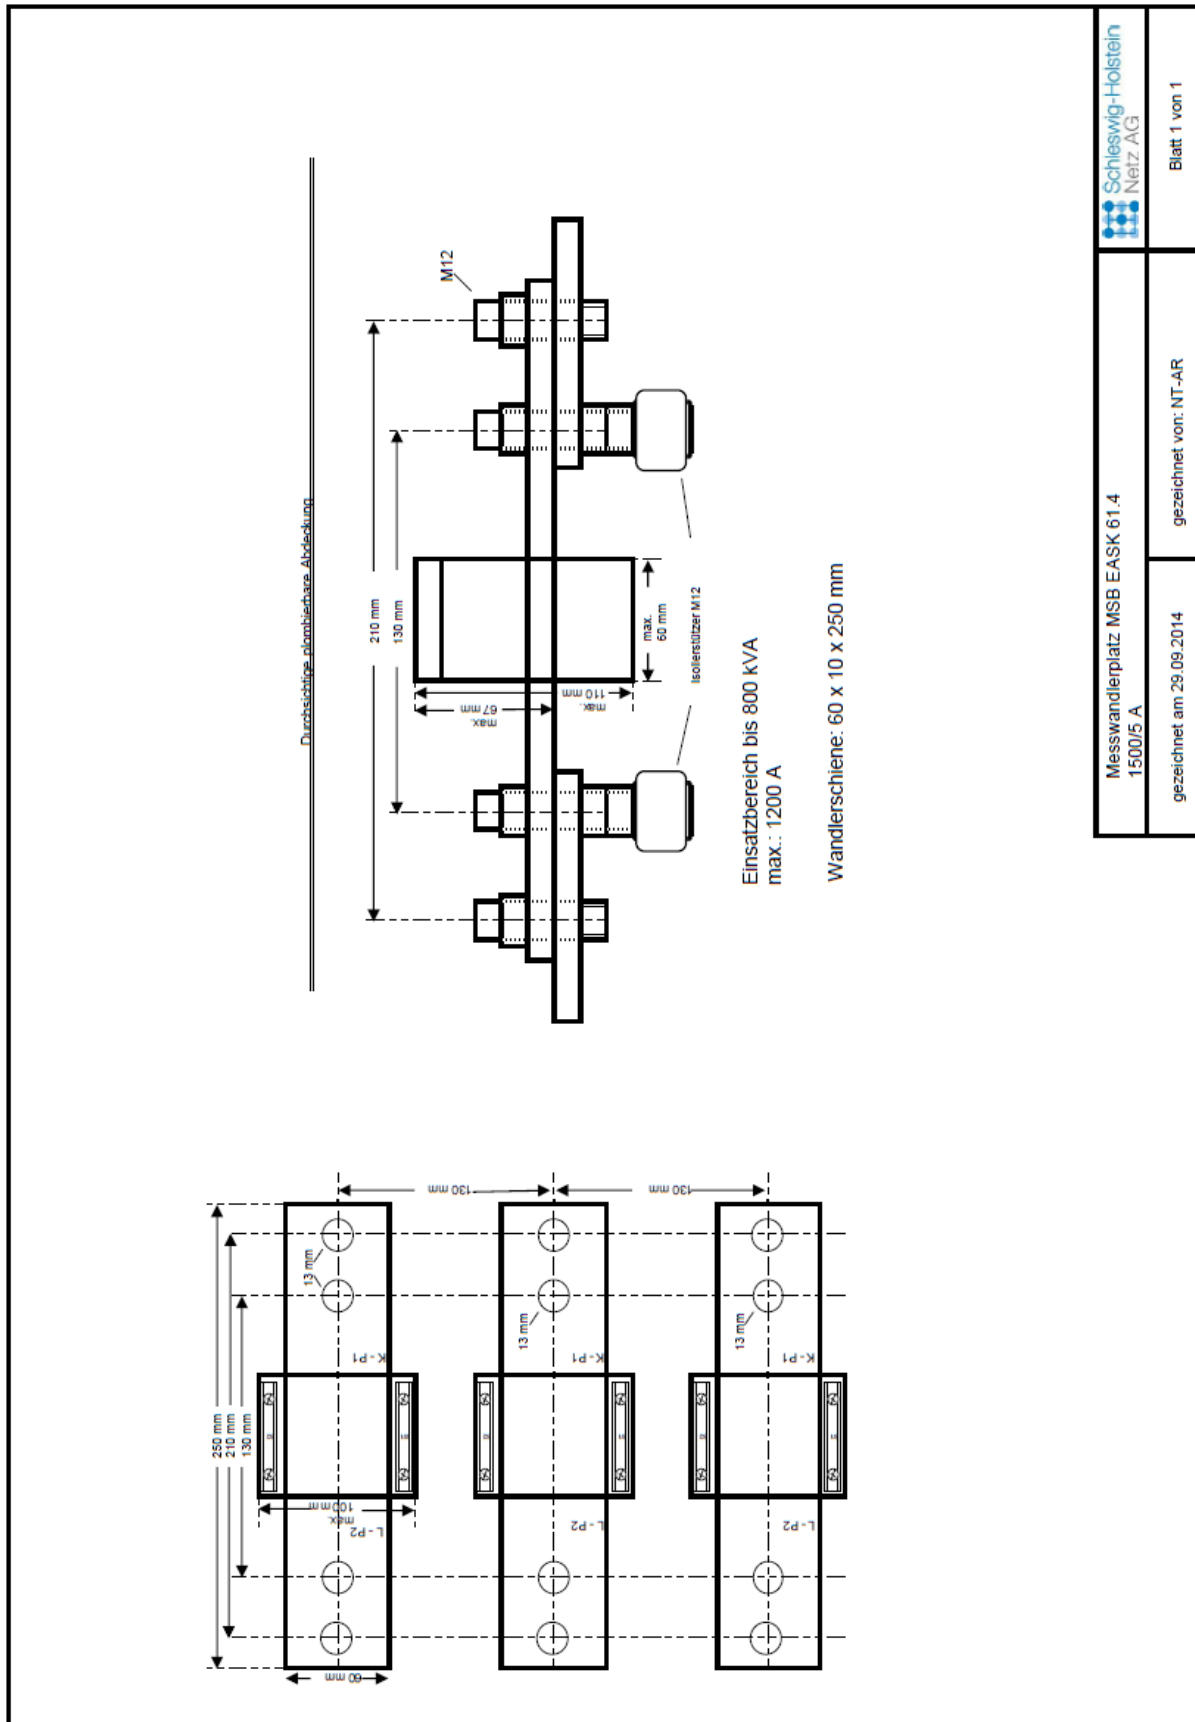 Durchsichtige plombierbare Abdeckung
M12
210 mm
130 mm
max.
67 mm
max.
110 mm
max.
60 mm
Isolierstützer M12
Einsatzbereich bis 800 kVA
max.: 1200 A
Wandlerschiene: 60 x 10 x 250 mm
250 mm
210 mm
130 mm
13 mm
130 mm
130 mm
K - P1
max.
100 mm
L - P2
60 mm
13 mm
K - P1
L - P2
13 mm
K - P1
L - P2
Messwandlerplatz MSB EASK 61.4
1500/5 A
Schleswig-Holstein
Netz AG
gezeichnet am 29.09.2014
gezeichnet von: NT-AR
Blatt 1 von 1